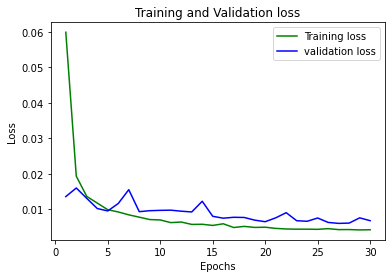 Training and Validation loss
Training loss
validation loss
0.06
0.05
0.04
0.03
0.02
0.01
Loss
0 5 10 15 20 25 30
Epochs